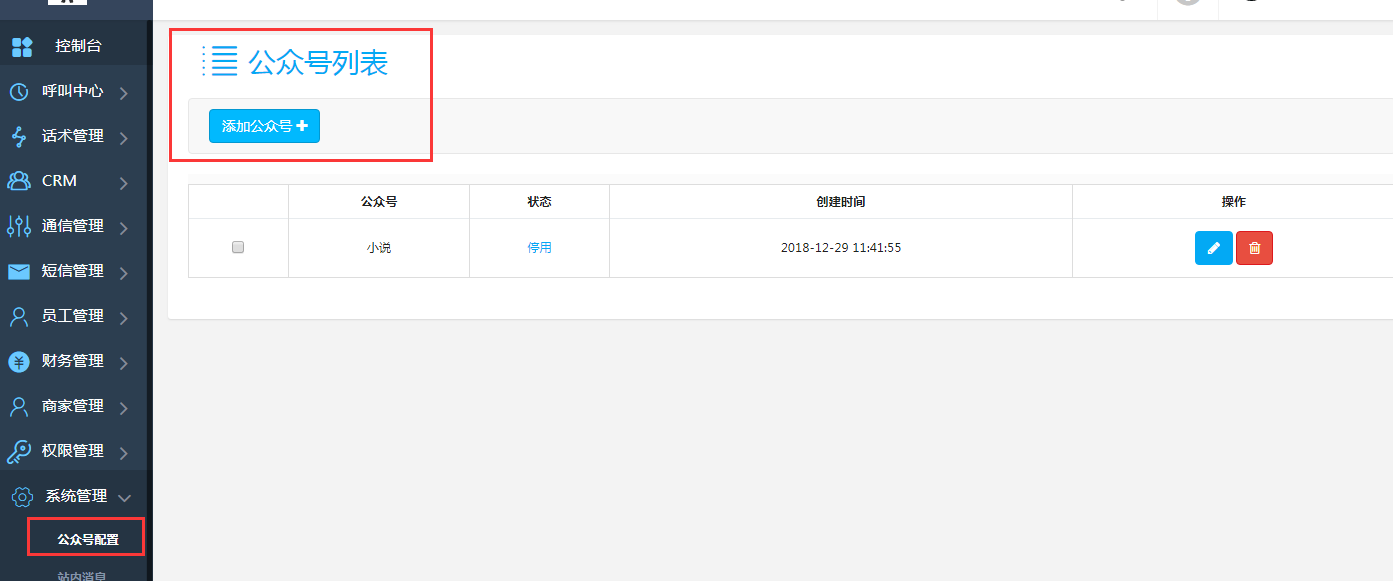 控制台
呼叫中心
话术管理
CRM
通信管理
短信管理
员工管理
财务管理
商家管理
权限管理
系统管理
公众号配置
站内消息
公众号列表
添加公众号
公众号 状态 创建时间 操作
小说 停用 2018-12-29 11:41:55